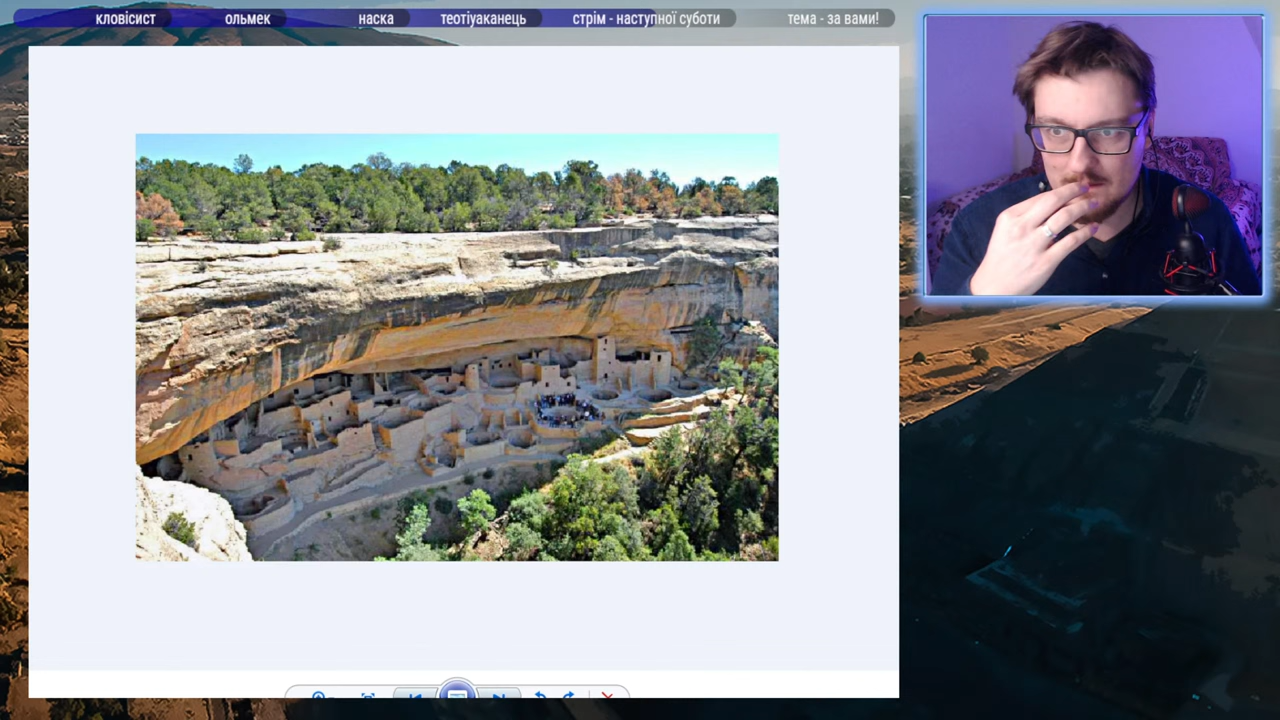 кловісист
ольмек
наска
теотіуаканець
стрім - наступної суботи
тема - за вами!